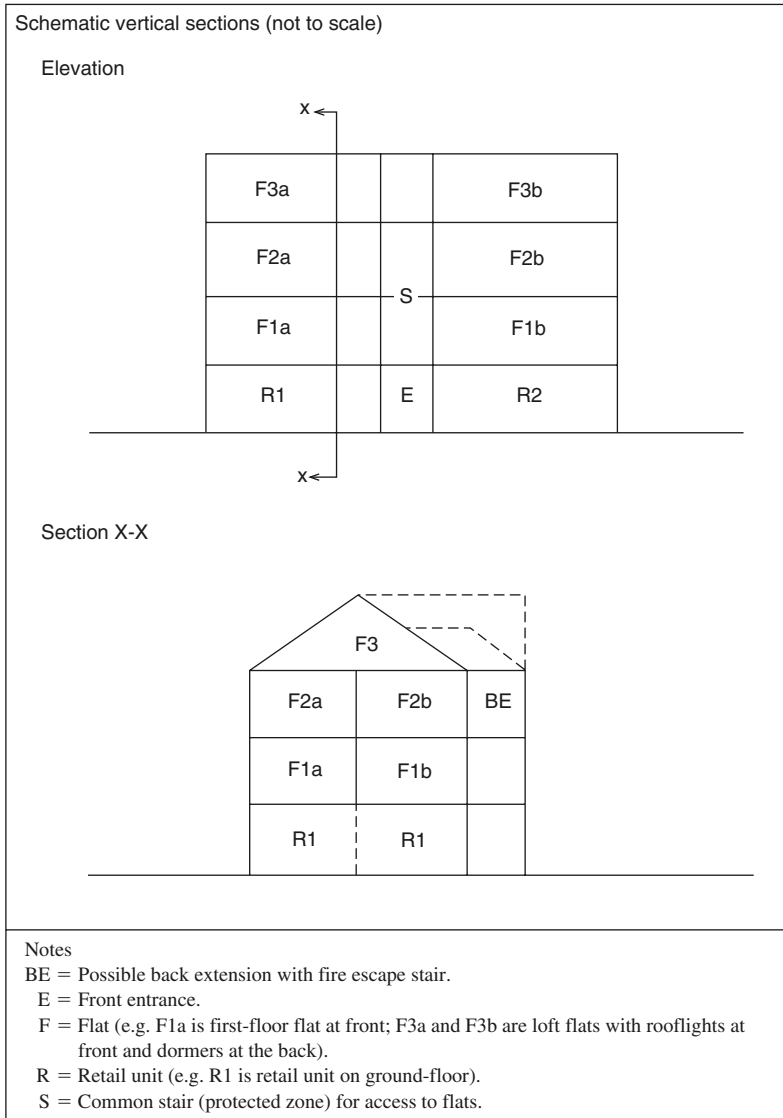 Schematic vertical sections (not to scale)
Elevation
x
F3a F3b
F2a F2b
S
F1a F1b
R1 E R2
x
Section X-X
F3
F2a F2b BE
F1a F1b
R1 R1
Notes
BE = Possible back extension with fire escape stair.
E = Front entrance.
F = Flat (e.g. F1a is first-floor flat at front; F3a and F3b are loft flats with rooflights at
front and dormers at the back).
R = Retail unit (e.g. R1 is retail unit on ground-floor).
S = Common stair (protected zone) for access to flats.